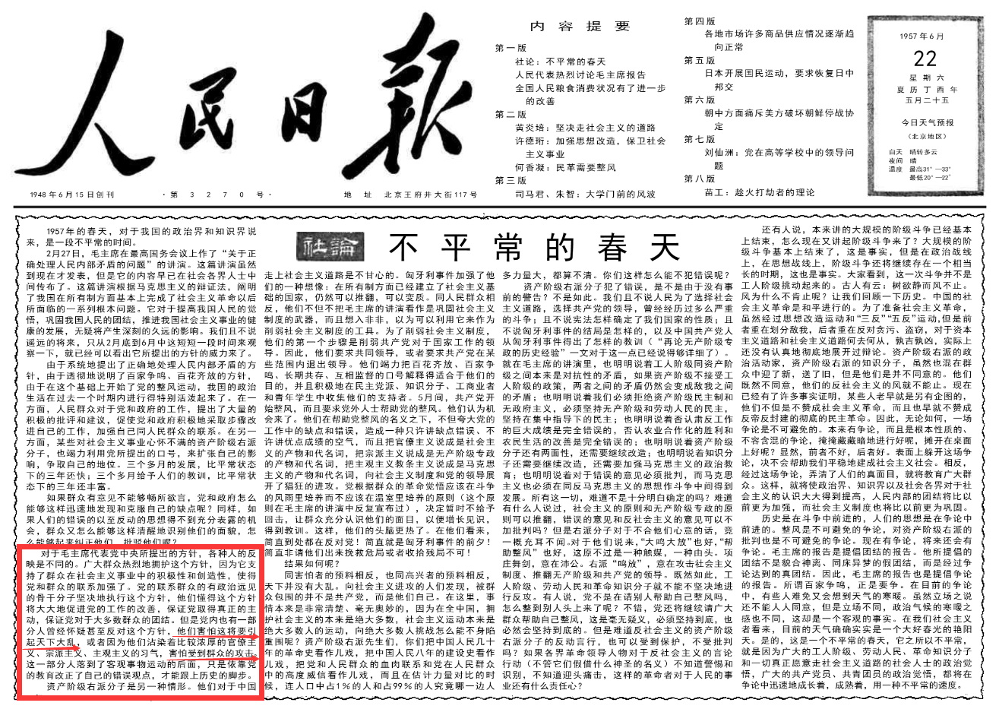 人民日报
1948年6月15日创刊
·第3270号·
地址 北京王府井大街117号
内容提要
第一版
社论：不平常的春天
人民代表热烈讨论毛主席报告
全国人民粮食消费状况有了进一步
的改善
第二版
黄炎培：坚决走社会主义的道路
许德珩：加强思想改造，保卫社会
主义事业
何香凝：民革需要整风
第三版
司马君、朱智：大学门前的风波
第四版
各地市场许多商品供应情况逐渐趋
向正常
第五版
日本开展国民运动，要求恢复日中
邦交
第六版
朝中方面痛斥美方破坏朝鲜停战协
定
第七版
刘仙洲：党在高等学校中的领导问
题
第八版
苗工：趁火打劫者的理论
1957年6月
22
星期六
夏历丁酉年
五月二十五
今日天气预报
（北京地区）
白天 晴转多云
夜间 晴
温度 最高31°—33°
最低20°—22°
社论
不平常的春天
1957年的春天，对于我国的政治界和知识界说
来，是一段不平常的时间。
2月27日，毛主席在最高国务会议上作了“关于正
确处理人民内部矛盾的问题”的讲演。这篇讲演虽然
到现在才发表，但是它的内容早已在社会各界人士中
间传布了。这篇讲演根据马克思主义的辩证法，阐明
了我国在所有制方面基本上完成了社会主义革命以后
所面临的一系列根本问题。它对于提高我国人民的觉
悟，巩固我国人民的团结，推进我国社会主义事业的健
康的发展，无疑将产生深刻的久远的影响。我们且不说
遥远的将来，只从2月底到6月中这短短一段时间来观
察一下，就已经可以看出它所提出的方针的威力来了。
由于系统地提出了正确地处理人民内部矛盾的方
针，由于透彻地说明了百家争鸣、百花齐放的方针，
由于在这个基础上开始了党的整风运动，我国的政治
生活在过去一个时期内进行得特别活泼起来了。在一
方面，人民群众对于党和政府的工作，提出了大量的
积极的批评和建议，促使党和政府积极地采取步骤改
进自己的工作，加强自己同人民群众的联系。在另一
方面，某些对社会主义事业心怀不满的资产阶级右派
分子，也竭力利用党所提出的口号，来扩张自己的影
响，争取自己的地位。三个多月的发展，比平常状态
下的三年还快；三个多月给予人们的教训，比平常状
态下的三年还丰富。
如果群众有意见不能够畅所欲言，党和政府怎么
能够这样迅速地发现和克服自己的缺点呢？同样，如
果人们的错误的以至反动的思想得不到充分表露的机
会，群众又怎么能够这样清醒地识别他们的面貌，怎
么能够起来纠正他们、批驳他们呢？
对于毛主席代表党中央所提出的方针，各种人的反
映是不同的。广大群众热烈地拥护这个方针，因为它支
持了群众在社会主义事业中的积极性和创造性，使得
党和群众的联系加强了。党的联系群众的有政治远见
的骨干分子坚决地执行这个方针，他们懂得这个方针
将大大地促进党的工作的改善，保证党取得真正的主
动，保证党对于大多数群众的团结。但是党内也有一部
分人曾经怀疑甚至反对这个方针，他们害怕这将要引
起天下大乱，或者因为他们沾染着比较浓厚的官僚主
义、宗派主义、主观主义的习气，害怕受到群众的攻击。
这一部分人落到了客观事物运动的后面，只是依靠党
的教育改正了自己的错误观点，才能跟上历史的脚步。
资产阶级右派分子是另一种情形。他们对于中国
走上社会主义道路是不甘心的。匈牙利事件加强了他
们的一种想像：在所有制方面已经建立了社会主义基
础的国家，仍然可以推翻，可以变质。同人民群众相
反，他们不但不把毛主席的讲演看作是巩固社会主义
制度的武器，而且想入非非，以为可以利用它来作为
削弱社会主义制度的工具。为了削弱社会主义制度，
他们的第一个步骤是削弱共产党对于国家工作的领
导。因此，他们要求共同领导，或者要求共产党在某
些范围内退出领导。他们竭力把百花齐放、百家争
鸣、长期共存、互相监督的口号解释得适合于他们的
目的，并且积极地在民主党派、知识分子、工商业者
和青年学生中收集他们的支持者。5月间，共产党开
始整风，而且要求党外人士帮助党的整风。他们认为机
会来了。他们在帮助党整风的名义之下，不但夸大党的
工作中的缺点和错误，造成一种只许讲缺点错误、不
许讲优点成绩的空气，而且把官僚主义说成是社会主
义的产物和代名词，把宗派主义说成是无产阶级专政
的产物和代名词，把主观主义教条主义说成是马克思
主义的产物和代名词，向社会主义制度和党的领导展
开了猖狂的进攻。党根据群众的革命觉悟应该在斗争
的风雨里培养而不应该在温室里培养的原则（这个原
则在毛主席的讲演中反复宣布过），决定暂时不给予
回击，让群众充分认识他们的面目，以便增长见识，
得到教训。这样，他们的头脑更热了。在他们看来，
简直到处都在反对党！简直就是匈牙利事件的前夕！
简直非请他们出来挽救危局或者收拾残局不可！
结果如何呢？
同害怕者的预料相反，也同高兴者的预料相反，
天下并没有大乱。向社会主义进攻的人们发现，被群
众包围的并不是共产党，而是他们自己。在这里，事
情本来是非常清楚、毫无奥妙的，因为在全中国，拥
护社会主义的本来是绝大多数，社会主义运动本来是
绝大多数人的运动，向绝大多数人挑战怎么能不身陷
重围呢？资产阶级右派先生们，你们把中国人民几十
年的革命史看作儿戏，把中国人民八年的建设史看作
儿戏，把党和人民群众的血肉联系和党在人民群众
中的高度威信看作儿戏，而且在估计力量对比的时
候，连人口中占1%的人和占99%的人究竟哪一边人
多力量大，都算不清。你们这样怎么能不犯错误呢？
资产阶级右派分子犯了错误，是不是由于没有事
前的警告？不是如此。我们且不说人民为了选择社会
主义道路，选择共产党的领导，曾经经历过多么严重
的斗争；且不说宪法怎样确定了我们国家的性质；且
不说匈牙利事件的结局是怎样的，以及中国共产党人
从匈牙利事件得出了怎样的教训（“再论无产阶级专
政的历史经验”一文对于这一点已经说得够详细了）。
就在毛主席的讲演里，也明明说着工人阶级同资产阶
级之间本来是对抗性的矛盾，如果资产阶级不接受工
人阶级的政策，两者之间的矛盾仍然会变成敌我之间
的矛盾；也明明说着我们必须拒绝资产阶级民主制和
无政府主义，必须坚持无产阶级和劳动人民的民主，
坚持在集中指导下的民主；也明明说着否认肃反工作
的巨大成绩是完全错误的，否认农业合作化的胜利和
农民生活的改善是完全错误的；也明明说着资产阶级
分子还有两面性，还需要继续改造；也明明说着知识分
子还需要继续改造，还需要加强马克思主义的政治教
育；也明明说着对于错误的意见必须批判，而马克思
主义也必须在同反马克思主义的思想作斗争中间得到
发展。所有这一切，难道不是十分明白确定的吗？难道
有什么人说过，社会主义的原则和无产阶级专政的原
则可以推翻，错误的意见和反社会主义的意见可以不
加批判吗？但是右派分子对于不合他们心意的话，竟
一概充耳不闻。对于他们说来，“大鸣大放”也好，“帮
助整风”也好，这原不过是一种触媒，一种由头。项
庄舞剑，意在沛公。右派“鸣放”，意在攻击社会主义
制度、推翻无产阶级和共产党的领导。既然如此，工
人阶级、劳动人民和革命知识分子就不能不坚决地进
行反攻。有人说，党不是在请别人帮助自己整风吗，
怎么整到别人头上来了呢？不错，党还将继续请广大
群众帮助自己整风，这是毫无疑义，必须坚持到底，也
必然会坚持到底的。但是难道反社会主义的资产阶级
右派分子的反动言行，也可以受到保护，不受批判
吗？如果各界革命领导人物对于反社会主义的言论
行动（不管它们假借什么神圣的名义）不知道警惕和
识别，不知道迎头痛击，这样的革命者对于人民的事
业还有什么责任心？
还有人说，本来讲的大规模的阶级斗争已经基本
上结束，怎么现在又讲起阶级斗争来了？大规模的阶
级斗争基本上结束了，这是事实，但是在政治战线
上，在思想战线上，阶级斗争还将继续存在一个相当
长的时期，这也是事实。大家看到，这一次斗争并不是
工人阶级挑动起来的。古人有云：树欲静而风不止。
风为什么不肯止呢？让我们回顾一下历史。中国的社
会主义革命是和平进行的。为了准备社会主义革命，
虽然经过思想改造运动和“三反”“五反”运动，但是前
者重在划分敌我，后者重在反对贪污、盗窃，对于资本
主义道路和社会主义道路何去何从，孰吉孰凶，实际上
还没有认真地彻底地展开过辩论。资产阶级右派的政
治活动家，资产阶级右派的知识分子，虽然也混在群
众中迎了新，送了旧，但是他们是并不同意的。他们
既然不同意，他们的反社会主义的风就不能止。现在
已经有了许多事实证明，某些人老早就是另有企图的，
他们不但是不赞成社会主义革命，而且也早就不赞成
反帝反封建的彻底的民主革命。因此，无论如何，一场
争论是不可避免的。本来有争论，而且是根本性质的、
不容含混的争论，掩掩藏藏暗地进行好呢，摊开在桌面
上好呢？显然，前者不好，后者好。表面上躲开这场争
论，决不会帮助我们平稳地建成社会主义社会。相反，
经过这场争论，弄清了人们的真面目，就将教育广大群
众。这样，就将使政治界、知识界以及社会各界对于社
会主义的认识大大得到提高，人民内部的团结将比以
前更为加强，而社会主义制度也将比以前更为巩固。
历史是在斗争中前进的，人们的思想是在争论中
前进的。整风是不可避免的争论，对资产阶级右派的
批判也是不可避免的争论。现在有争论，将来还会有
争论。毛主席的报告是提倡团结的报告。他所提倡的
团结不是貌合神离、同床异梦的假团结，而是经过争
论达到的真团结。因此，毛主席的报告也是提倡争论
的报告。所谓百家争鸣，正是要争。在目前的争论
中，有些人难免又会想到天气的寒暖。虽然立场之说
还不能人人同意，但是立场不同，政治气候的寒暖之
感也不同，这却是一个客观的事实。在我们社会主义
者看来，目前的天气确确实实是一个大好春光的艳阳
天。是的，这是一个不平常的春天，它之所以不平常，
就是因为广大的工人阶级、劳动人民、革命知识分子
和一切真正愿意走社会主义道路的社会人士的政治觉
悟，广大的共产党员、共青团员的政治觉悟，都将在
争论中迅速地成长着，成熟着，用一种不平常的速度。